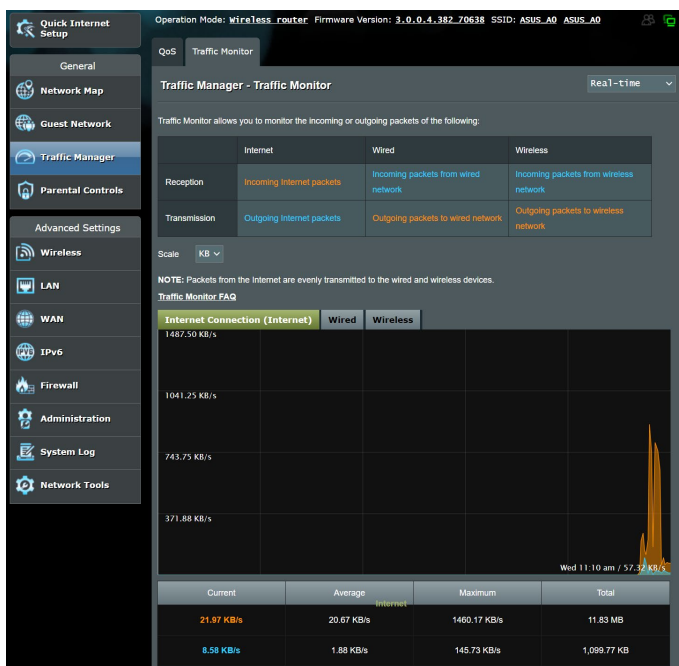 Quick Internet
Setup
Operation Mode: Wireless router Firmware Version: 3.0.0.4.382_70638 SSID: ASUS_A0 ASUS_A0
General
Network Map
Guest Network
Traffic Manager
Parental Controls
Advanced Settings
Wireless
LAN
WAN
IPv6
IPv6
Firewall
Administration
System Log
Network Tools
QoS Traffic Monitor
Traffic Manager - Traffic Monitor
Real-time
Traffic Monitor allows you to monitor the incoming or outgoing packets of the following:
Internet Wired Wireless
Reception Incoming Internet packets Incoming packets from wired network Incoming packets from wireless network
Transmission Outgoing Internet packets Outgoing packets to wired network Outgoing packets to wireless network
Scale KB
NOTE: Packets from the Internet are evenly transmitted to the wired and wireless devices.
Traffic Monitor FAQ
Internet Connection (Internet) Wired Wireless
1487.50 KB/s
1041.25 KB/s
743.75 KB/s
371.88 KB/s
Wed 11:10 am / 57.32 KB/s
Current Average Maximum Total
Internet
21.97 KB/s 20.67 KB/s 1460.17 KB/s 11.83 MB
8.58 KB/s 1.88 KB/s 145.73 KB/s 1,099.77 KB